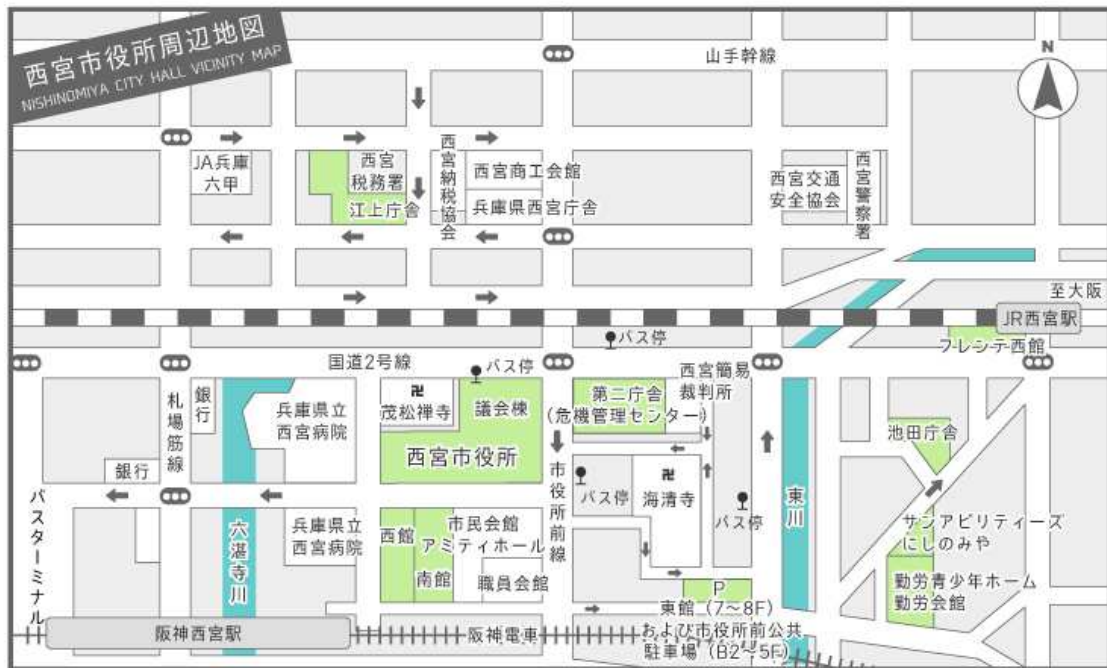 西宮市役所周辺地図
NISHINOMIYA CITY HALL VICINITY MAP
山手幹線
N
JA兵庫
六甲
西宮
税務署
江上庁舎
西宮納税協会
西宮商工会館
兵庫県西宮庁舎
西宮交通
安全協会
西宮警察署
至大阪
JR西宮駅
フレンテ西館
バス停
国道2号線
バス停
西宮簡易
裁判所
札場筋線
銀行
兵庫県立
西宮病院
卍
茂松禅寺
議会棟
第二庁舎
(危機管理センター)
池田庁舎
西宮市役所
銀行
市役所前線
バス停
卍
海清寺
バス停
東川
バスターミナル
六湛寺川
兵庫県立
西宮病院
西館
南館
市民会館
アミティホール
職員会館
サンアビリティーズ
にしのみや
勤労青少年ホーム
勤労会館
P
東館(7〜8F)
および市役所前公共
駐車場(B2〜5F)
阪神西宮駅
阪神電車